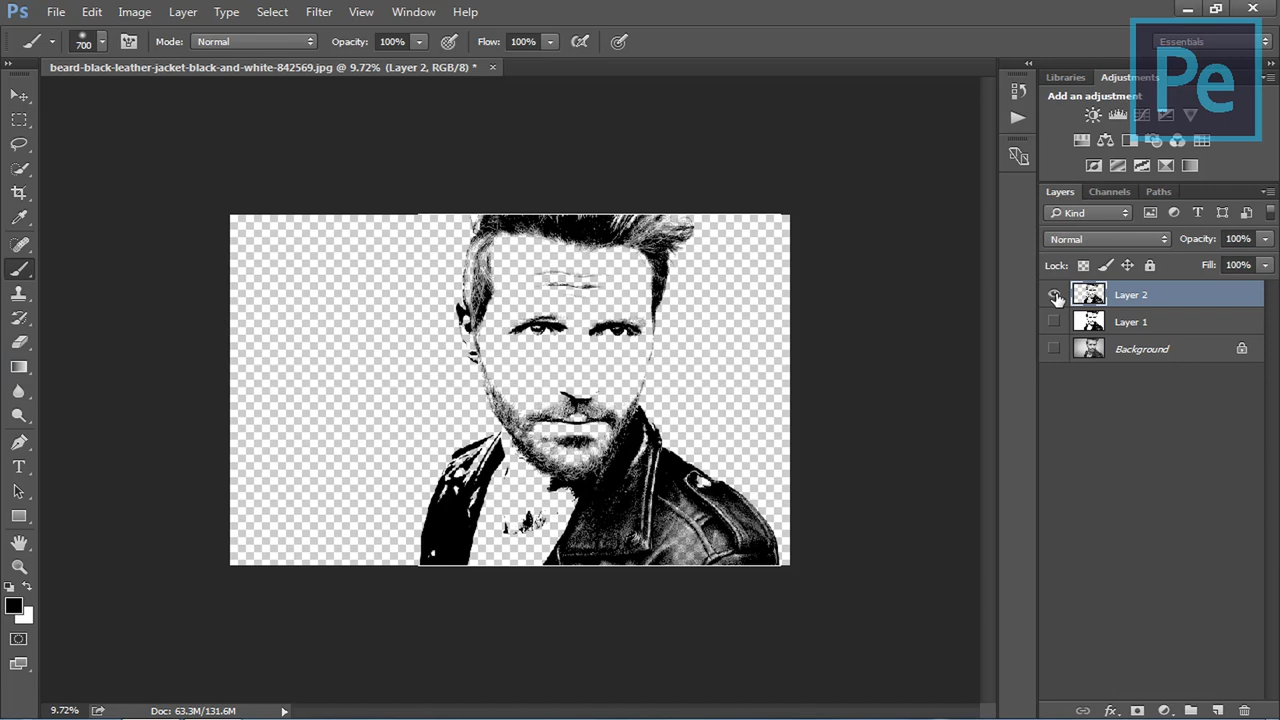 Ps File Edit Image Layer Type Select Filter View Window Help
700 Mode: Normal Opacity: 100% Flow: 100% Essentials
beard-black-leather-jacket-black-and-white-842569.jpg @ 9.72% (Layer 2, RGB/8) *
Pe
Libraries Adjustments
Add an adjustment
Layers Channels Paths
Kind
Normal Opacity: 100%
Lock: Fill: 100%
Layer 2
Layer 1
Background
T
9.72% Doc: 63.3M/131.6M
fx